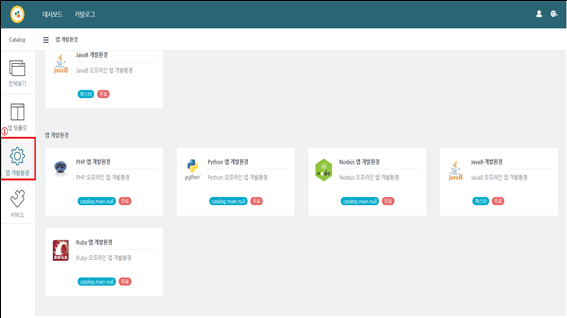 대시보드 카탈로그
Catalog
앱 개발환경
Java8 앱 개발환경
Java8 오프라인 앱 개발환경
Java8
파스타 무료
전체보기
앱 템플릿
1
앱 개발환경
서비스
앱 개발환경
PHP 앱 개발환경
PHP 오프라인 앱 개발환경
catalog.main.null 무료
Python 앱 개발환경
Python 오프라인 앱 개발환경
python
catalog.main.null 무료
Nodejs 앱 개발환경
Nodejs 오프라인 앱 개발환경
node
catalog.main.null 무료
Java8 앱 개발환경
Java8 오프라인 앱 개발환경
Java8
파스타 무료
Ruby 앱 개발환경
Ruby 오프라인 앱 개발환경
catalog.main.null 무료